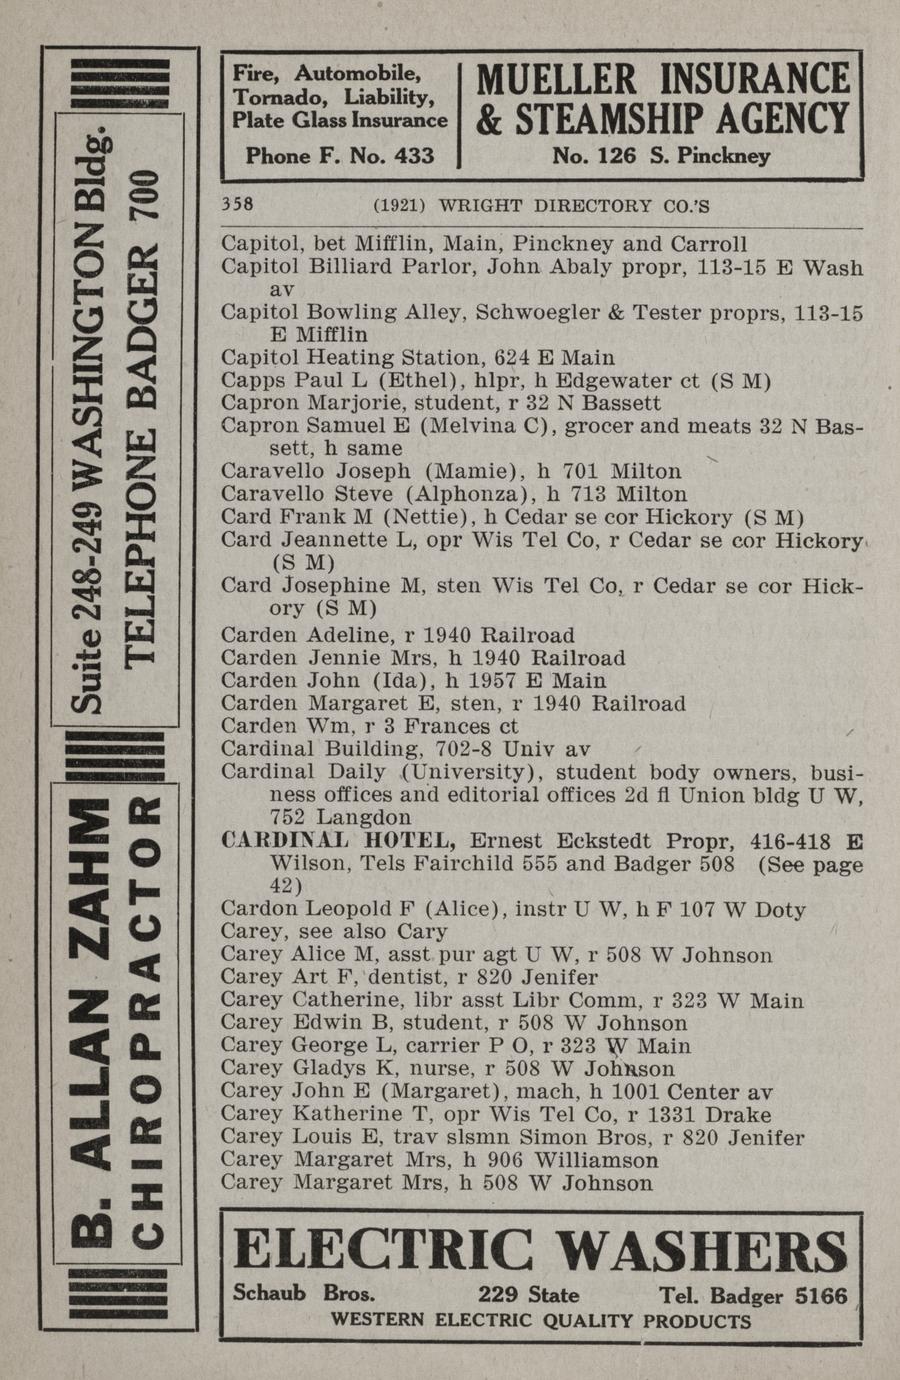 Suite 248-249 WASHINGTON Bldg.
TELEPHONE BADGER 700
B. ALLAN ZAHM
CHIROPRACTOR
Fire, Automobile,
Tornado, Liability,
Plate Glass Insurance
Phone F. No. 433
MUELLER INSURANCE
& STEAMSHIP AGENCY
No. 126 S. Pinckney
358 (1921) WRIGHT DIRECTORY CO.'S
Capitol, bet Mifflin, Main, Pinckney and Carroll
Capitol Billiard Parlor, John Abaly propr, 113-15 E Wash
av
Capitol Bowling Alley, Schwoegler & Tester proprs, 113-15
E Mifflin
Capitol Heating Station, 624 E Main
Capps Paul L (Ethel), hlpr, h Edgewater ct (S M)
Capron Marjorie, student, r 32 N Bassett
Capron Samuel E (Melvina C), grocer and meats 32 N Bas-
sett, h same
Caravello Joseph (Mamie), h 701 Milton
Caravello Steve (Alphonza), h 713 Milton
Card Frank M (Nettie), h Cedar se cor Hickory (S M)
Card Jeannette L, opr Wis Tel Co, r Cedar se cor Hickory
(S M)
Card Josephine M, sten Wis Tel Co, r Cedar se cor Hick-
ory (S M)
Carden Adeline, r 1940 Railroad
Carden Jennie Mrs, h 1940 Railroad
Carden John (Ida), h 1957 E Main
Carden Margaret E, sten, r 1940 Railroad
Carden Wm, r 3 Frances ct
Cardinal Building, 702-8 Univ av
Cardinal Daily (University), student body owners, busi-
ness offices and editorial offices 2d fl Union bldg U W,
752 Langdon
CARDINAL HOTEL, Ernest Eckstedt Propr, 416-418 E
Wilson, Tels Fairchild 555 and Badger 508 (See page
42)
Cardon Leopold F (Alice), instr U W, h F 107 W Doty
Carey, see also Cary
Carey Alice M, asst pur agt U W, r 508 W Johnson
Carey Art F, dentist, r 820 Jenifer
Carey Catherine, libr asst Libr Comm, r 323 W Main
Carey Edwin B, student, r 508 W Johnson
Carey George L, carrier P O, r 323 W Main
Carey Gladys K, nurse, r 508 W Johnson
Carey John E (Margaret), mach, h 1001 Center av
Carey Katherine T, opr Wis Tel Co, r 1331 Drake
Carey Louis E, trav slsmn Simon Bros, r 820 Jenifer
Carey Margaret Mrs, h 906 Williamson
Carey Margaret Mrs, h 508 W Johnson
ELECTRIC WASHERS
Schaub Bros. 229 State Tel. Badger 5166
WESTERN ELECTRIC QUALITY PRODUCTS